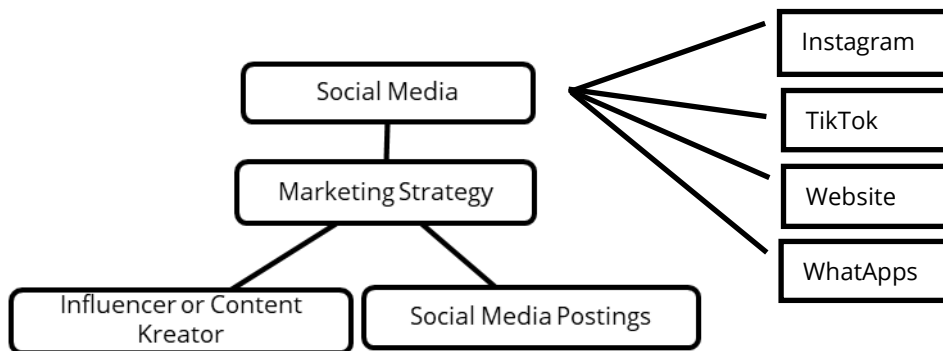 Social Media
Marketing Strategy
Influencer or Content
Kreator
Social Media Postings
Instagram
TikTok
Website
WhatApps